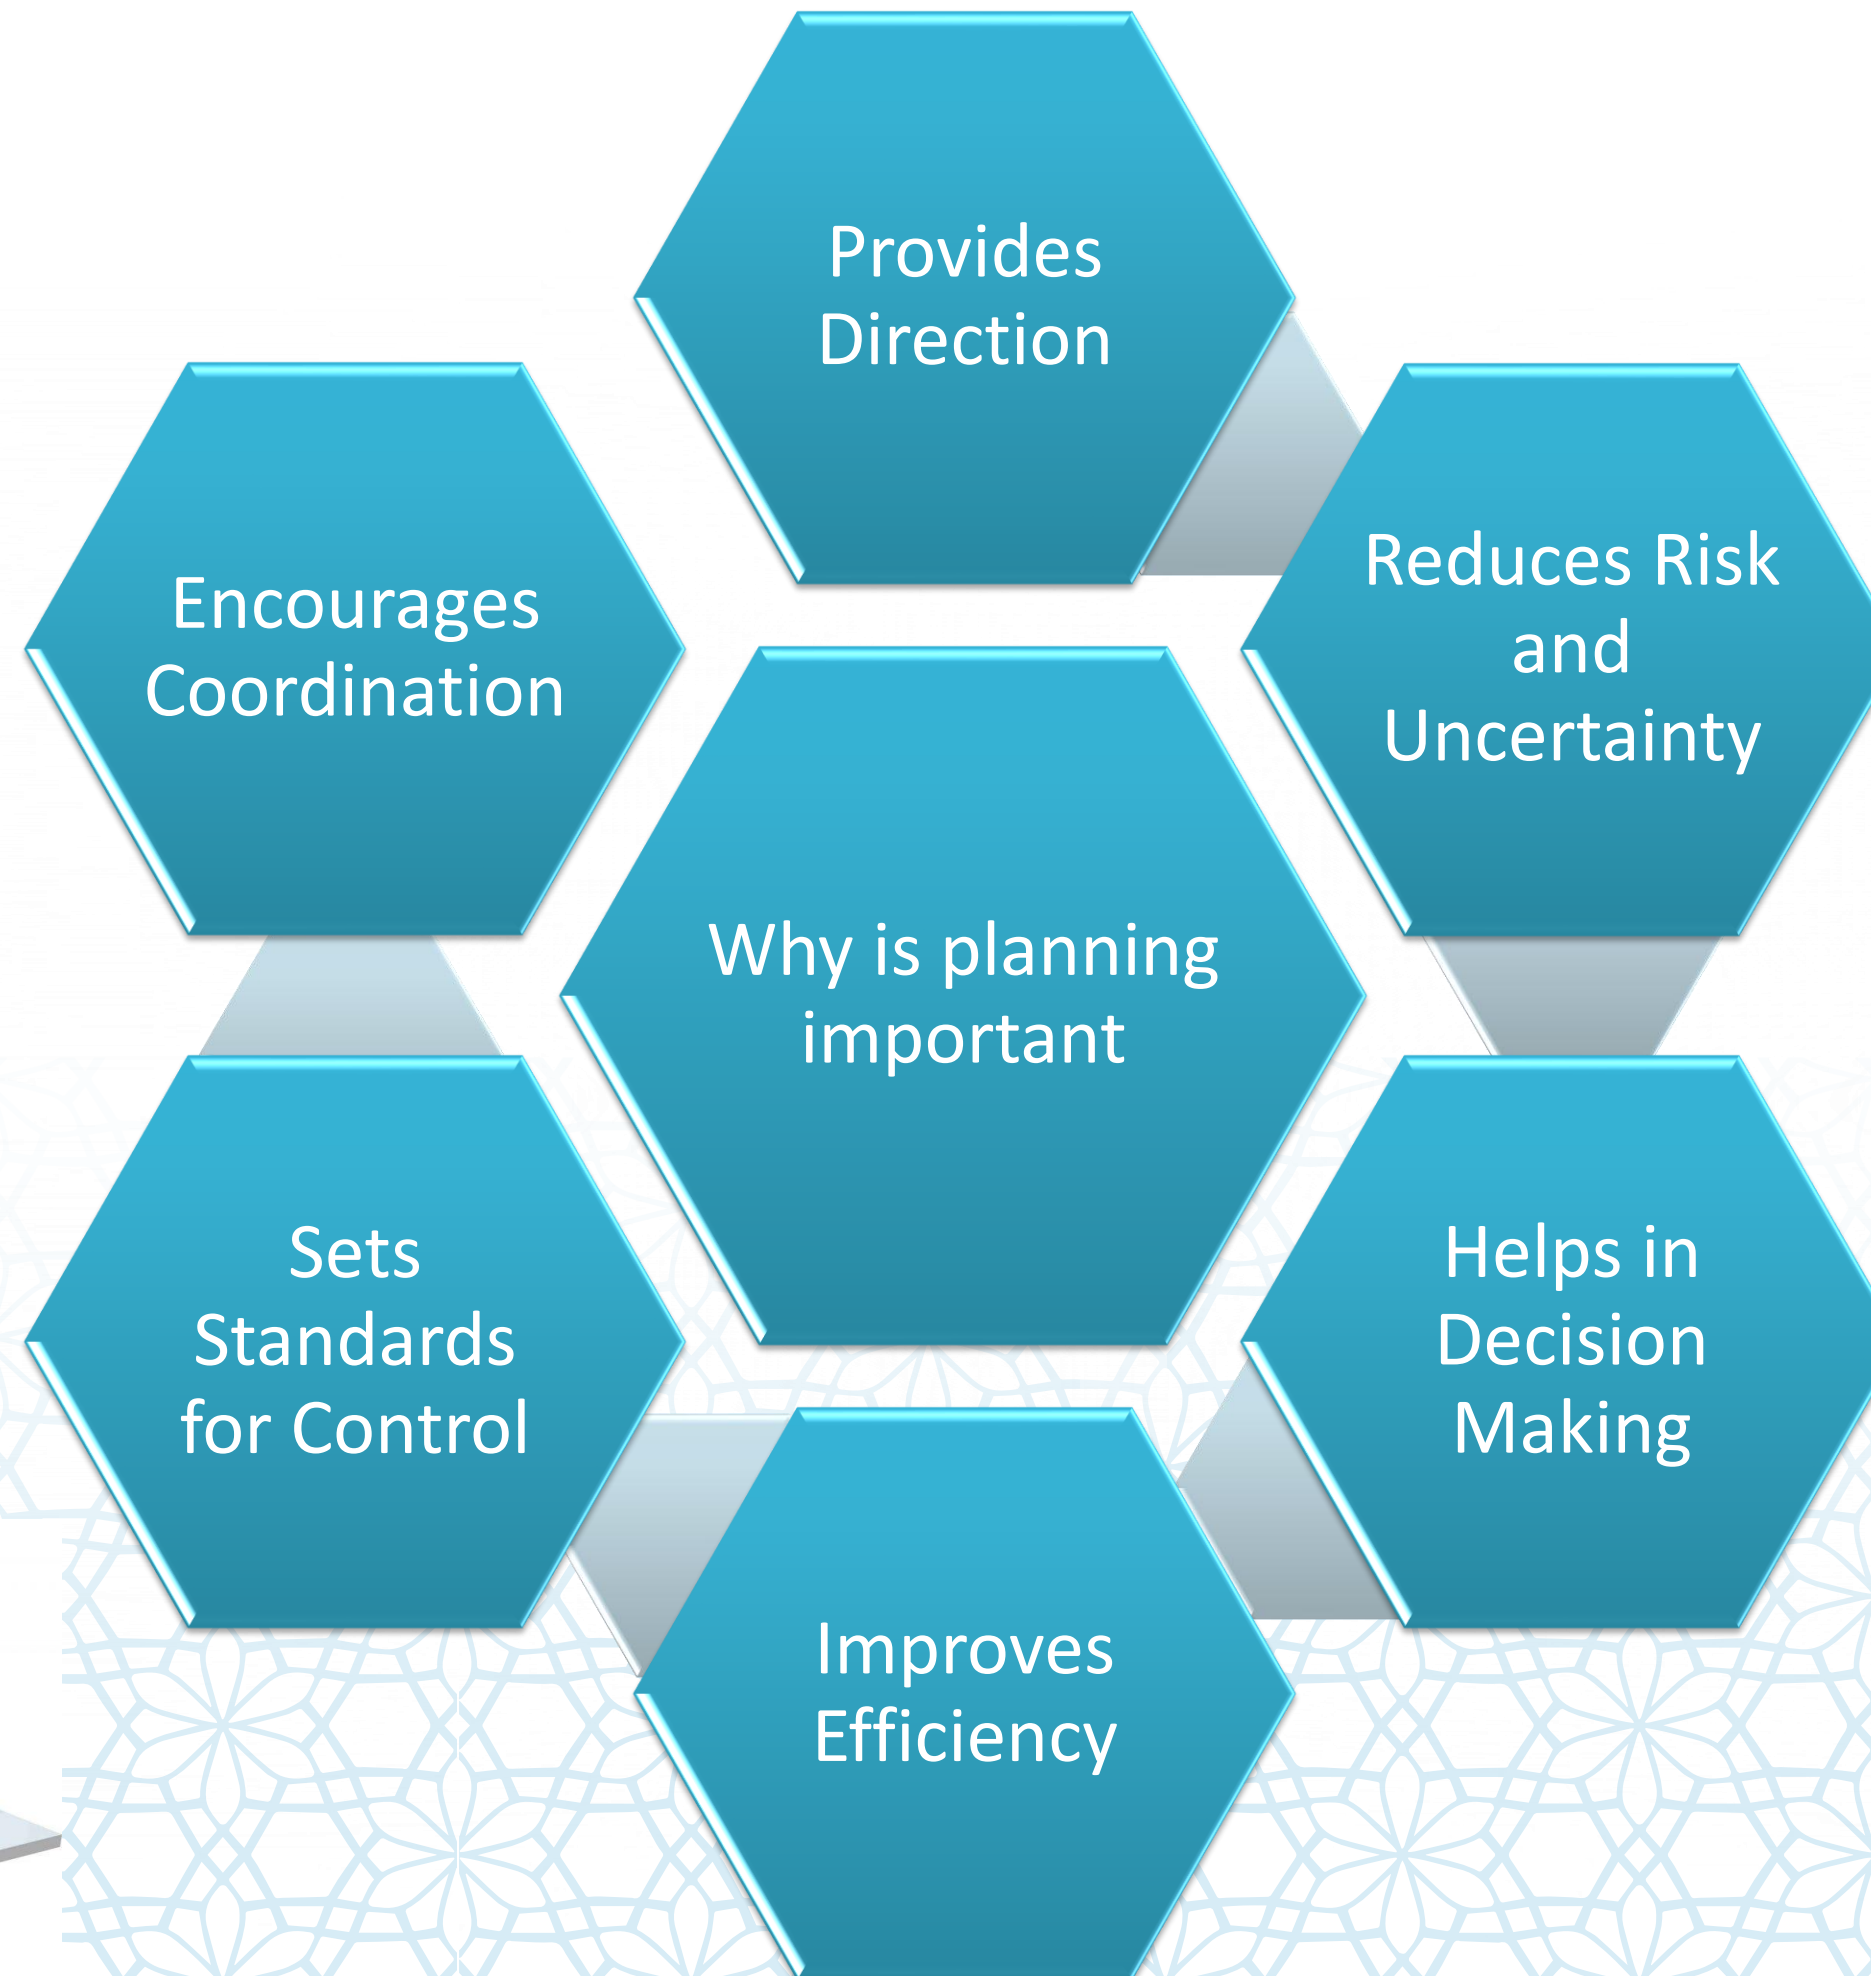 Provides
Direction
Reduces Risk
and
Uncertainty
Encourages
Coordination
Why is planning
important
Helps in
Decision
Making
Sets
Standards
for Control
Improves
Efficiency